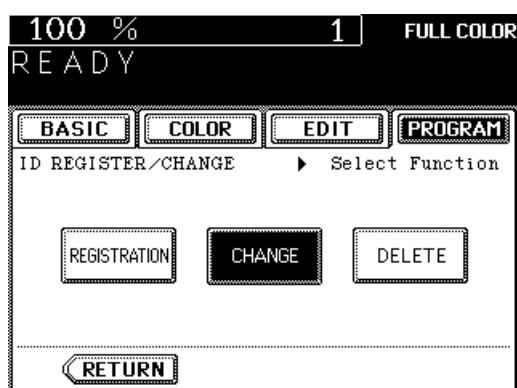 100 % 1 FULL COLOR
READY
BASIC COLOR EDIT PROGRAM
ID REGISTER/CHANGE ▶ Select Function
REGISTRATION CHANGE DELETE
RETURN